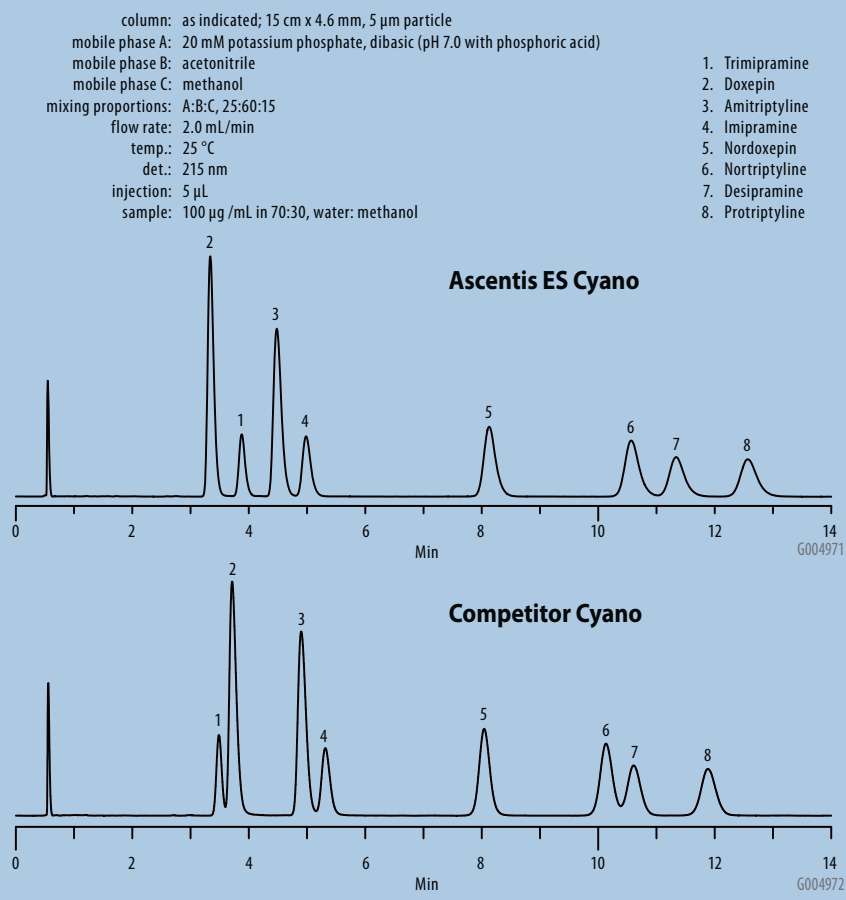 column: as indicated; 15 cm x 4.6 mm, 5 µm particle
mobile phase A: 20 mM potassium phosphate, dibasic (pH 7.0 with phosphoric acid)
mobile phase B: acetonitrile
mobile phase C: methanol
mixing proportions: A:B:C, 25:60:15
flow rate: 2.0 mL/min
temp.: 25 °C
det.: 215 nm
injection: 5 µL
sample: 100 µg /mL in 70:30, water: methanol
1. Trimipramine
2. Doxepin
3. Amitriptyline
4. Imipramine
5. Nordoxepin
6. Nortriptyline
7. Desipramine
8. Protriptyline
Ascentis ES Cyano
2
1
3
4
5
6
7
8
0 2 4 6 8 10 12 14
Min
G004971
Competitor Cyano
1
2
3
4
5
6
7
8
0 2 4 6 8 10 12 14
Min
G004972